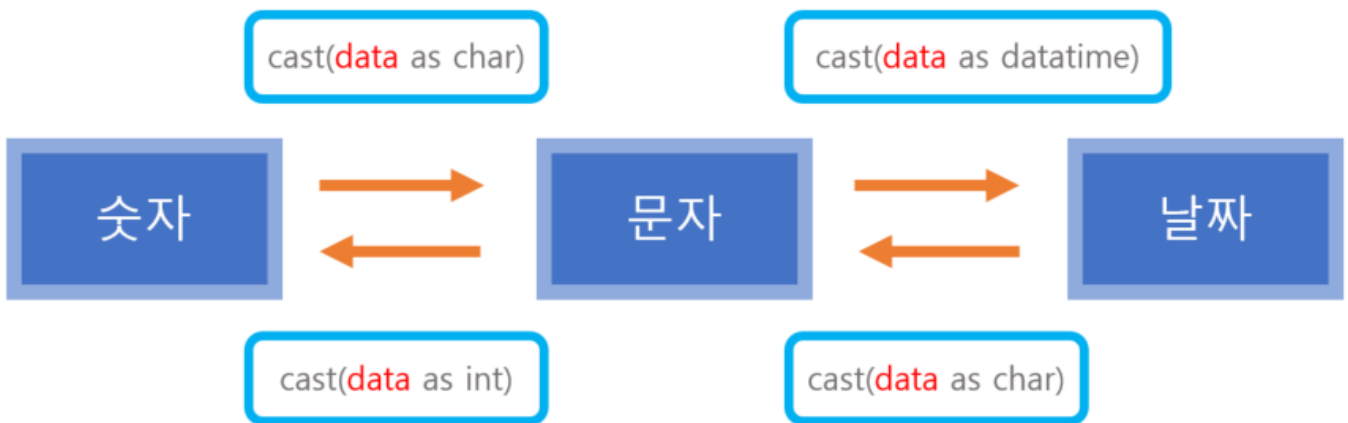 cast(data as char)
cast(data as datatime)
숫자
문자
날짜
cast(data as int)
cast(data as char)